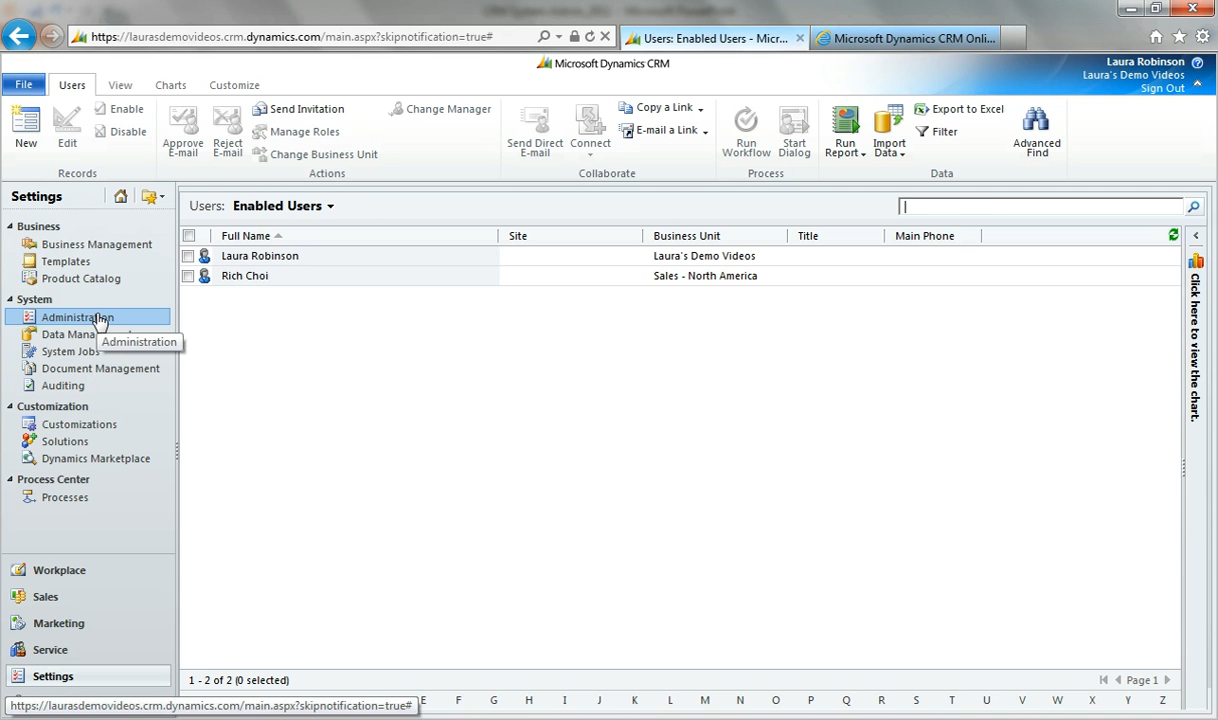 https://laurasdemovideos.crm.dynamics.com/main.aspx?skipnotification=true#
Users: Enabled Users - Micr...
Microsoft Dynamics CRM Onli...
Microsoft Dynamics CRM
Laura Robinson
Laura's Demo Videos
Sign Out
File
Users
View
Charts
Customize
New
Edit
Enable
Disable
Records
Approve E-mail
Reject E-mail
Send Invitation
Manage Roles
Change Business Unit
Change Manager
Actions
Send Direct E-mail
Connect
Copy a Link
E-mail a Link
Collaborate
Run Workflow
Start Dialog
Process
Run Report
Import Data
Export to Excel
Filter
Advanced Find
Data
Settings
Business
Business Management
Templates
Product Catalog
System
Administration
Data Mana
Administration
System Jobs
Document Management
Auditing
Customization
Customizations
Solutions
Dynamics Marketplace
Process Center
Processes
Workplace
Sales
Marketing
Service
Settings
Users: Enabled Users
Full Name Site Business Unit Title Main Phone
Laura Robinson Laura's Demo Videos
Rich Choi Sales - North America
Click here to view the chart.
1 - 2 of 2 (0 selected)
Page 1
E F G H I J K L M N O P Q R S T U V W X Y Z
https://laurasdemovideos.crm.dynamics.com/main.aspx?skipnotification=true#